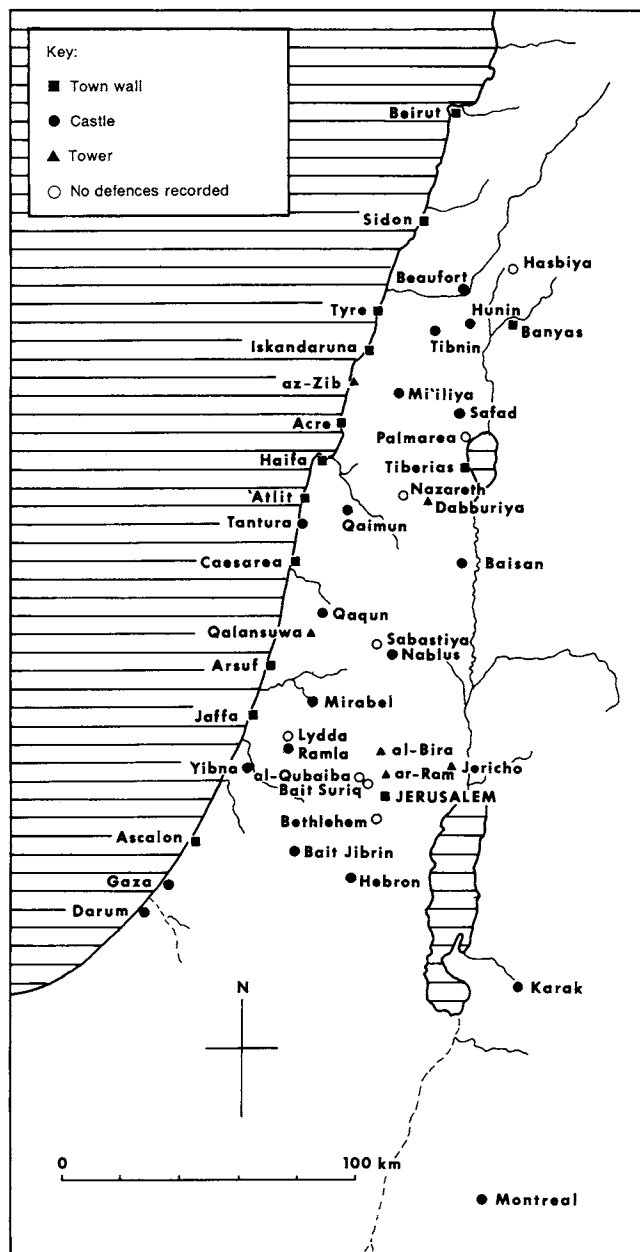 Key:
Town wall
Castle
Tower
No defences recorded
Beirut
Sidon
Hasbiya
Beaufort
Tyre
Hunin
Banyas
Tibnin
Iskandaruna
az-Zib
Mi'iliya
Safad
Acre
Palmarea
Haifa
Tiberias
'Atlit
Nazareth
Dabburiya
Tantura
Qaimun
Caesarea
Baisan
Qaqun
Qalansuwa
Sabastiya
Nablus
Arsuf
Mirabel
Jaffa
Lydda
Ramla
al-Bira
Yibna
al-Qubaiba
ar-Ram
Jericho
Bait Suriq
JERUSALEM
Bethlehem
Ascalon
Bait Jibrin
Gaza
Hebron
Darum
Karak
N
0 100 km
Montreal